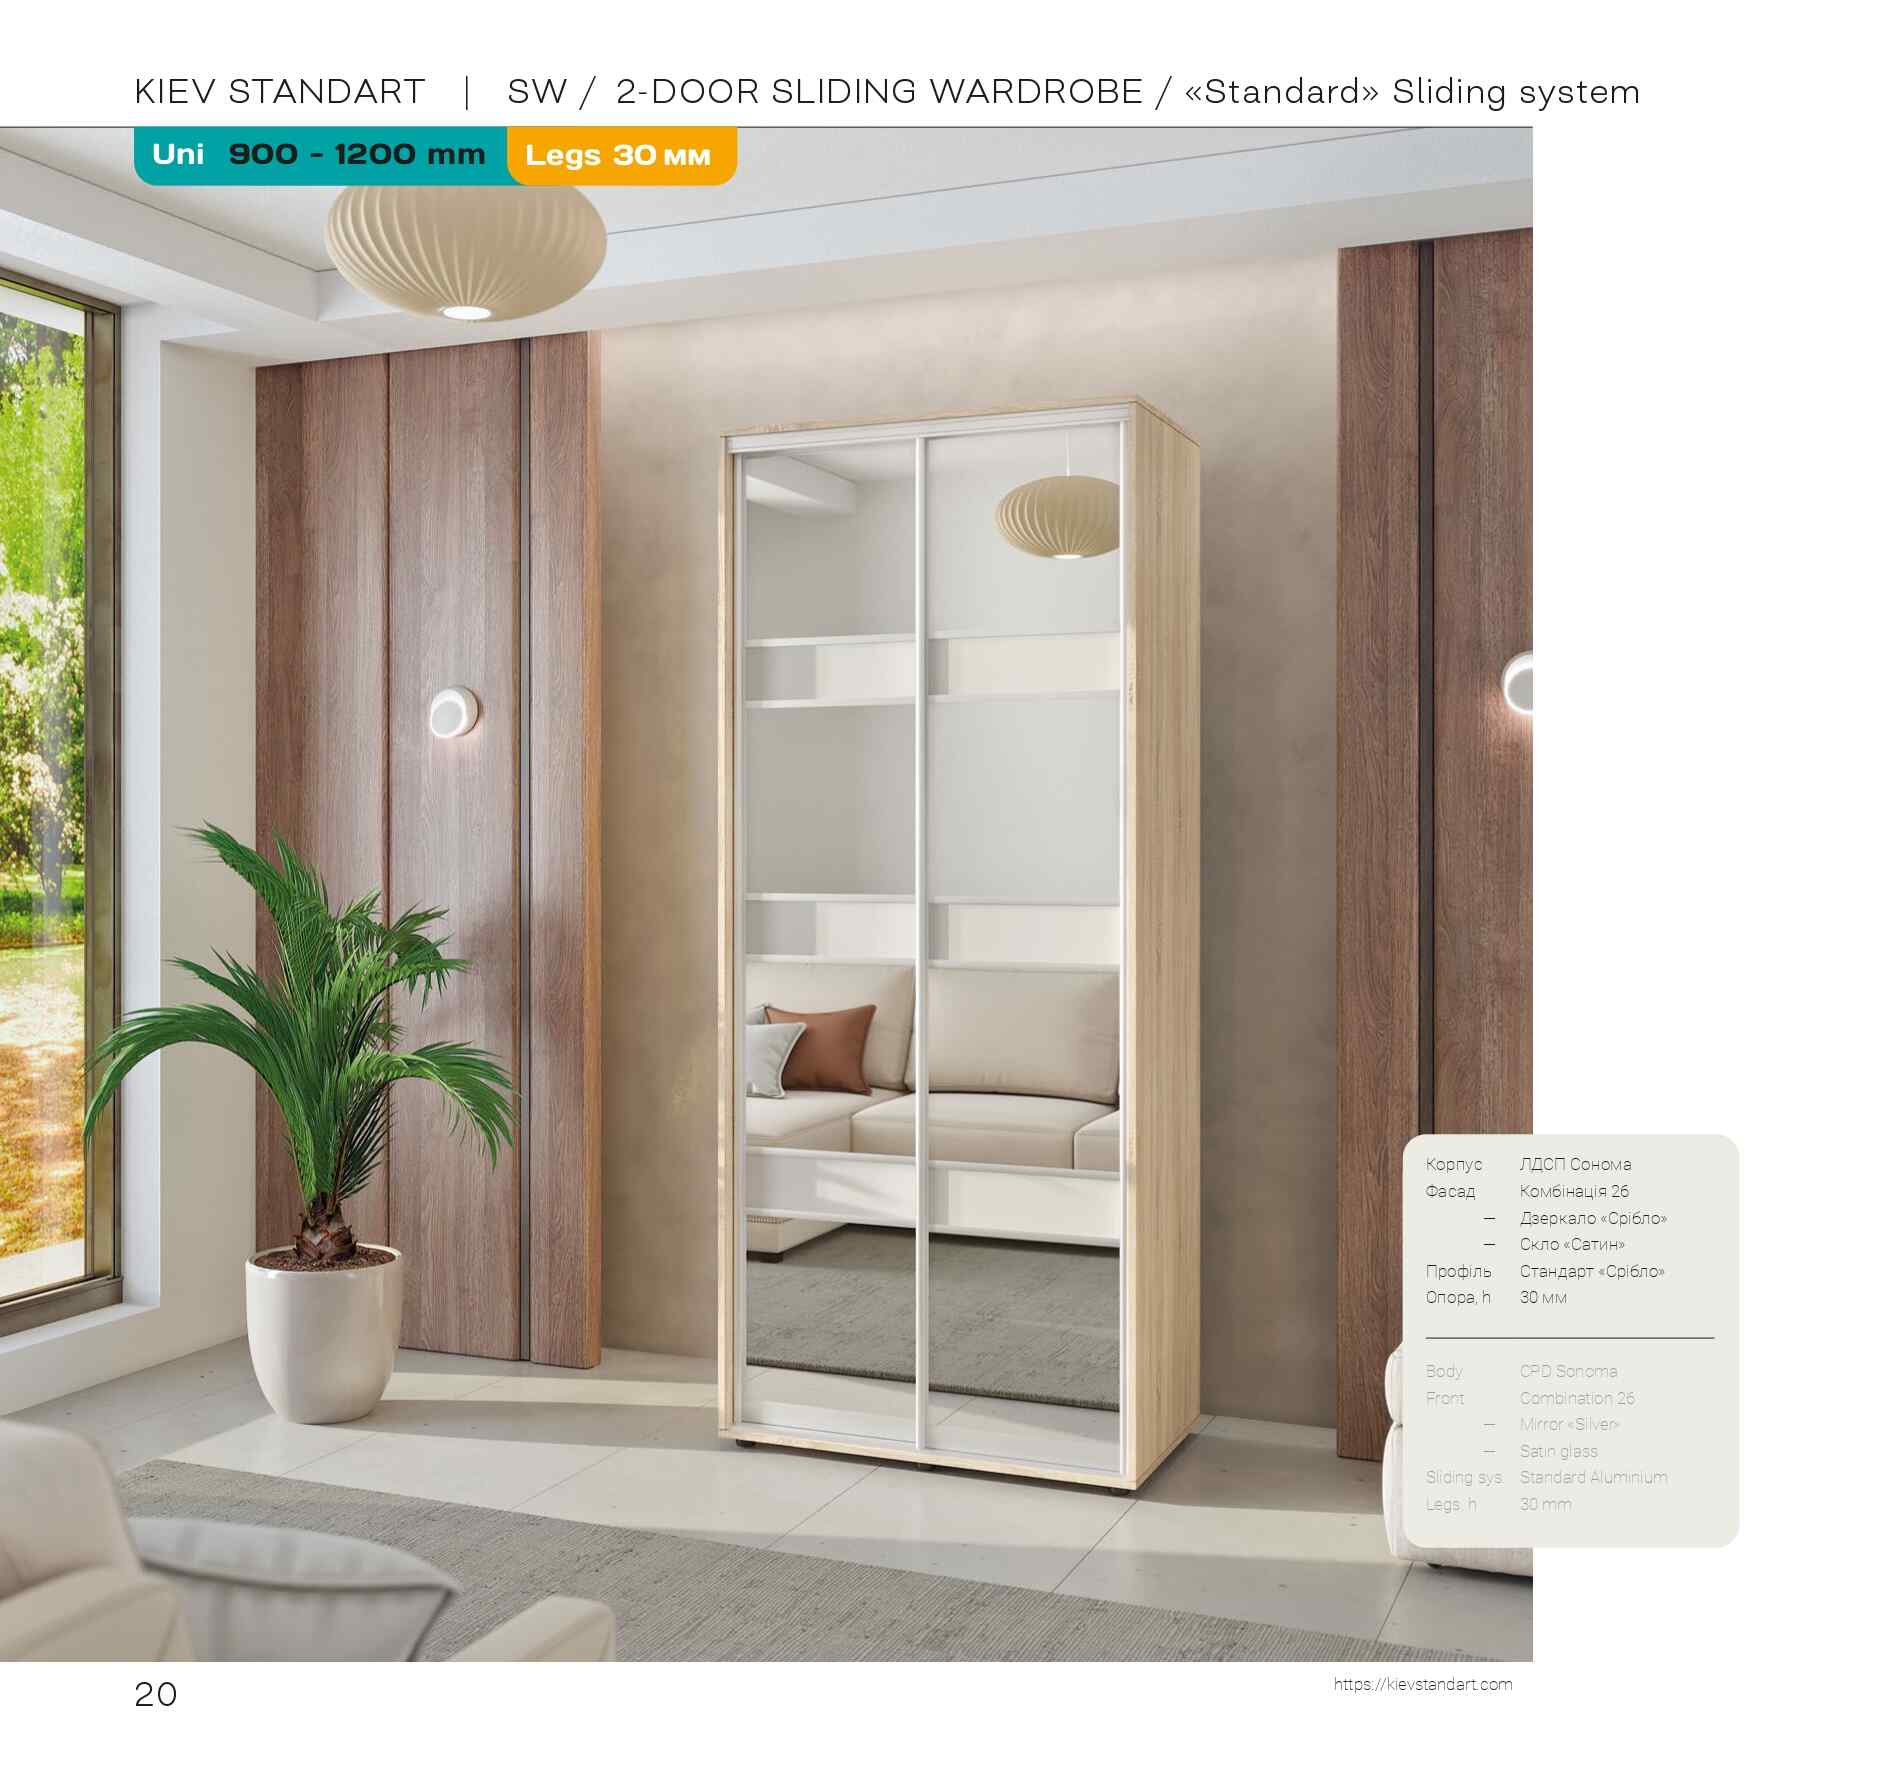 KIEV STANDART | SW / 2-DOOR SLIDING WARDROBE / «Standard» Sliding system
Uni 900 - 1200 mm Legs 30 мм
Корпус ЛДСП Сонома
Фасад Комбінація 26
— Дзеркало «Срібло»
— Скло «Сатин»
Профіль Стандарт «Срібло»
Опора, h 30 мм
Body CPD Sonoma
Front Combination 26
— Mirror «Silver»
— Satin glass
Sliding sys. Standard Aluminium
Legs h 30 mm
20
https://kievstandart.com